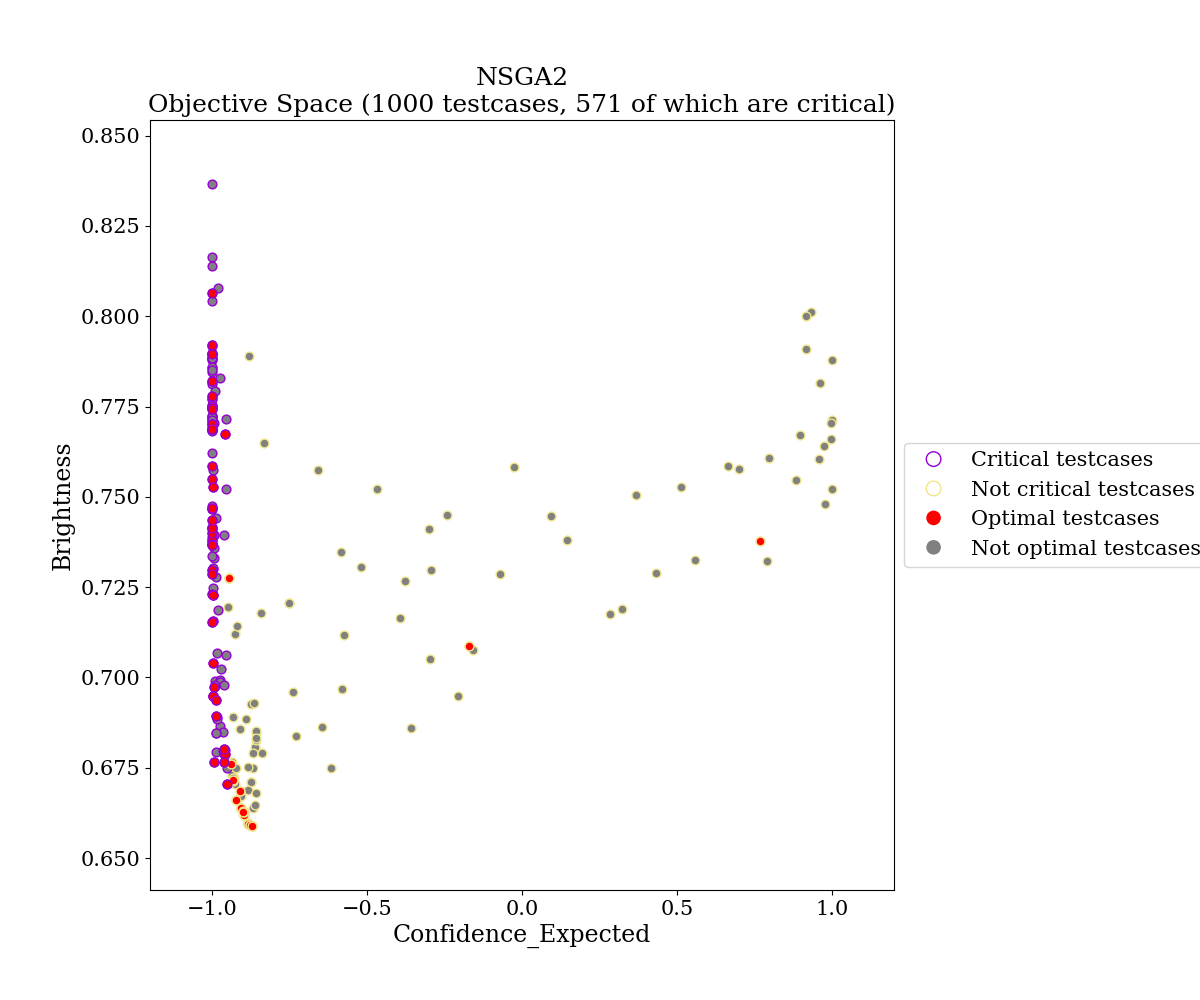 NSGA2
Objective Space (1000 testcases, 571 of which are critical)
0.850
0.825
0.800
0.775
0.750
0.725
0.700
0.675
0.650
Brightness
−1.0
−0.5
0.0
0.5
1.0
Confidence_Expected
Critical testcases
Not critical testcases
Optimal testcases
Not optimal testcases